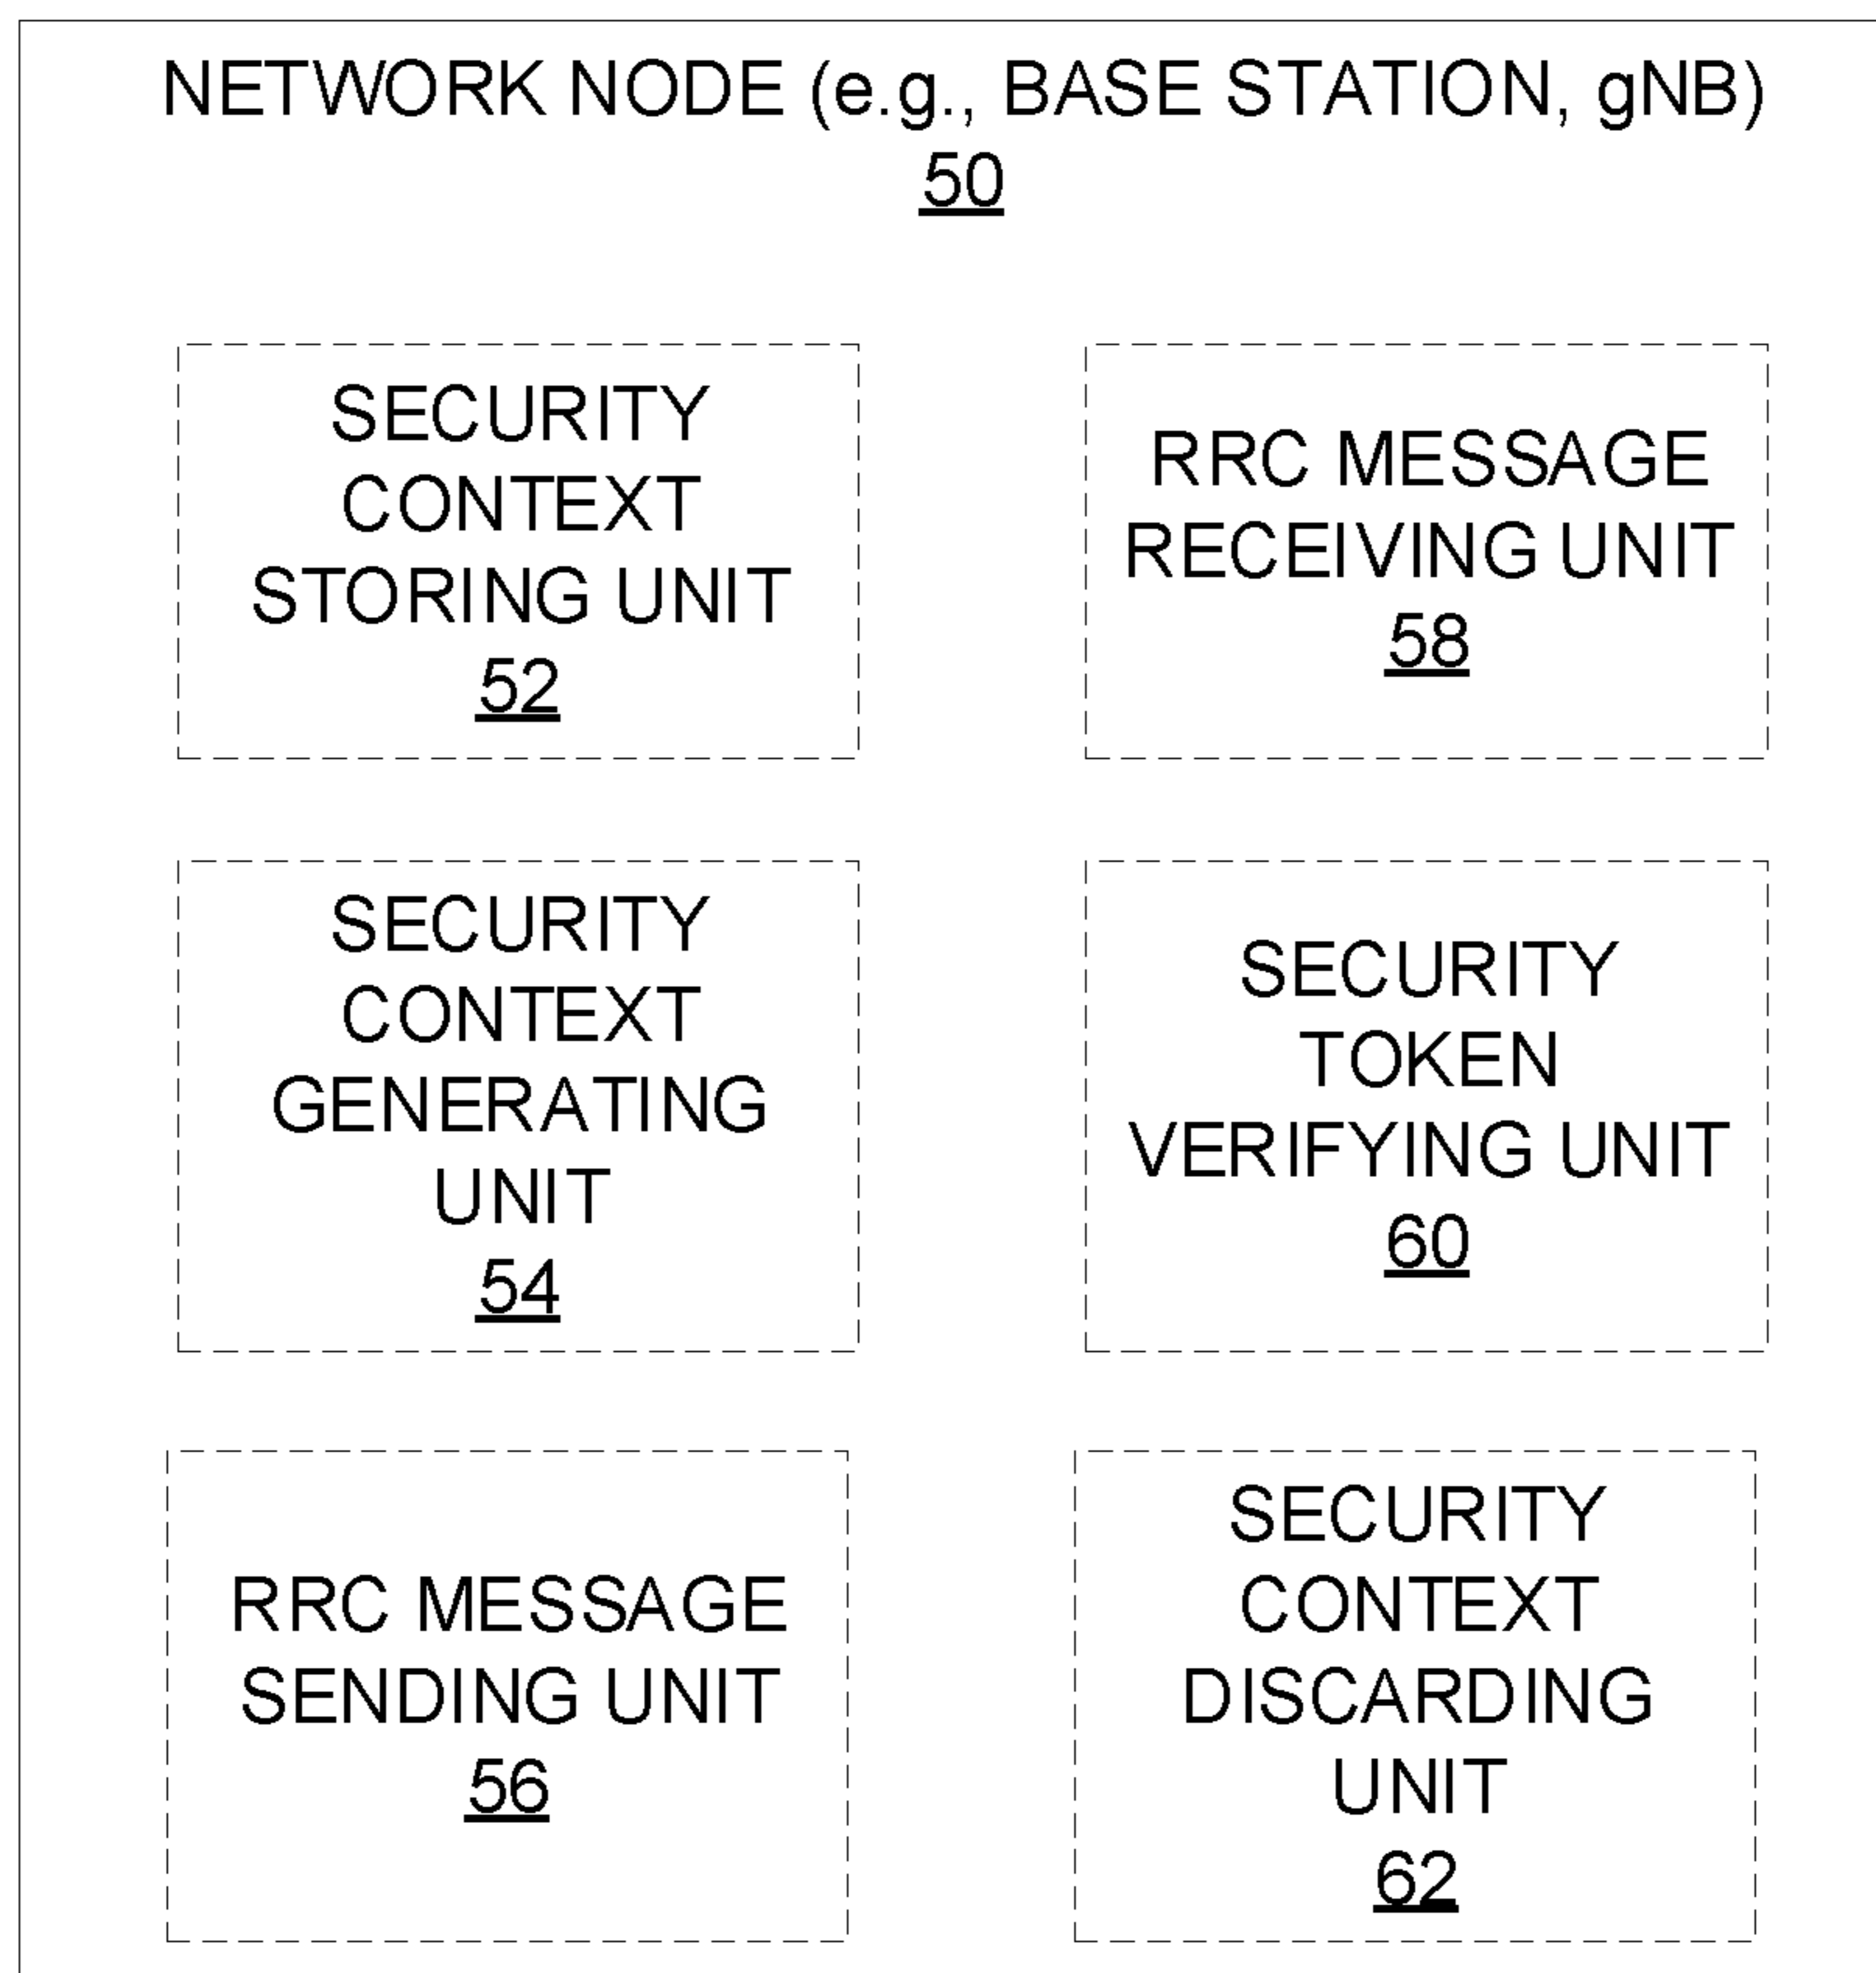 NETWORK NODE (e.g., BASE STATION, gNB)
50
SECURITY
CONTEXT
STORING UNIT
52
RRC MESSAGE
RECEIVING UNIT
58
SECURITY
CONTEXT
GENERATING
UNIT
54
SECURITY
TOKEN
VERIFYING UNIT
60
RRC MESSAGE
SENDING UNIT
56
SECURITY
CONTEXT
DISCARDING
UNIT
62